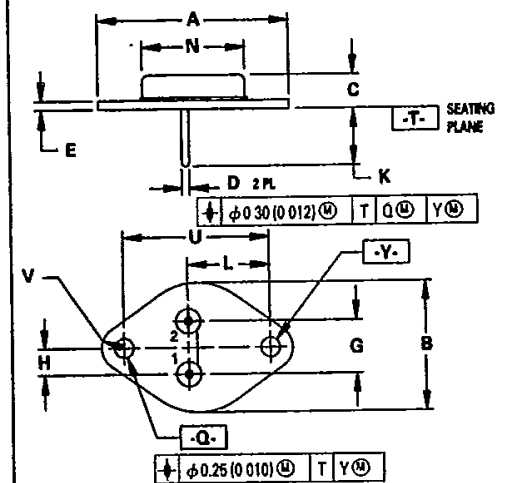 A
N
C
-T- SEATING PLANE
E
K
D 2 PL
⌖ ϕ 0 30 (0 012) Ⓜ T Q Ⓜ Y Ⓜ
U
L
-Y-
V
2
1
H
G
B
-Q-
⌖ ϕ 0.25 (0 010) Ⓜ T Y Ⓜ